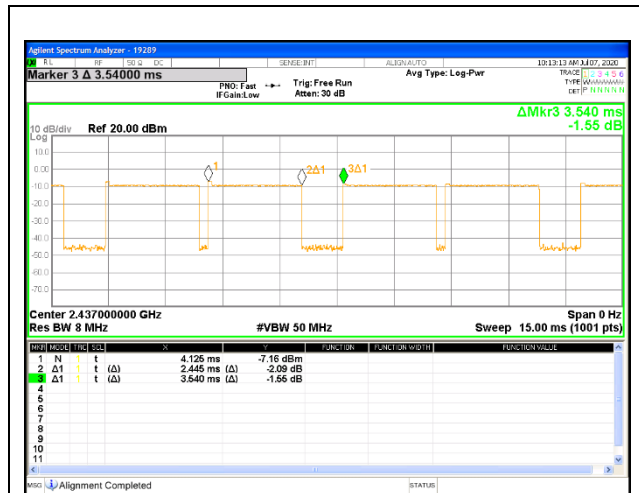 Agilent Spectrum Analyzer - 19289
RL RF 50 Ω DC SENSE:INT ALIGNAUTO 10:13:13 AM Jul 07, 2020
Marker 3 Δ 3.54000 ms
PNO: Fast
IFGain:Low
Trig: Free Run
Atten: 30 dB
Avg Type: Log-Pwr
TRACE 1 2 3 4 5 6
TYPE
DET P N N N N N
ΔMkr3 3.540 ms
-1.55 dB
10 dB/div Ref 20.00 dBm
Log
10.0
0.00
-10.0
-20.0
-30.0
-40.0
-50.0
-60.0
-70.0
1
2Δ1
3Δ1
Center 2.437000000 GHz Span 0 Hz
Res BW 8 MHz #VBW 50 MHz Sweep 15.00 ms (1001 pts)
MKR MODE TRC SCL X Y FUNCTION FUNCTION WIDTH FUNCTION VALUE
1 N 1 t 4.125 ms -7.16 dBm
2 Δ1 1 t (Δ) 2.445 ms (Δ) -2.09 dB
3 Δ1 1 t (Δ) 3.540 ms (Δ) -1.55 dB
4
5
6
7
8
9
10
11
MSG Alignment Completed STATUS